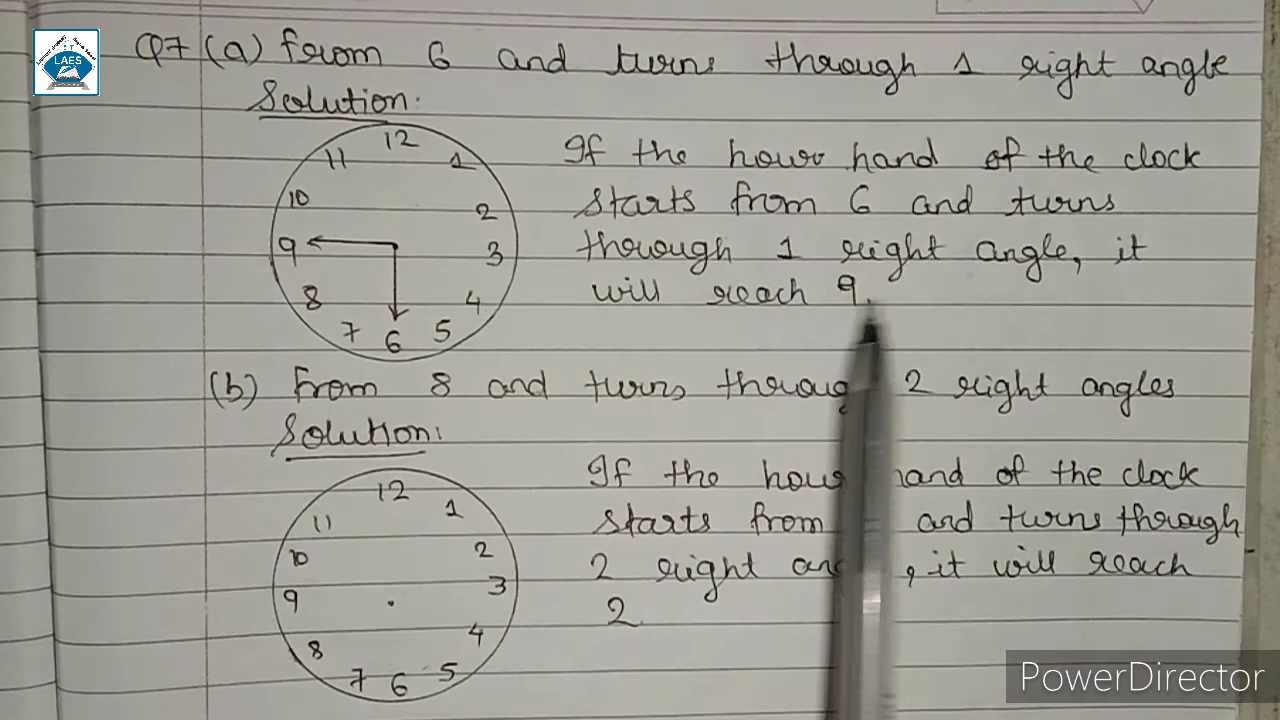 Q7 (a) from 6 and turns through 1 right angle
Solution:
12
11 1
10 2
9 3
8 4
7 6 5
If the hour hand of the clock
starts from 6 and turns
through 1 right angle, it
will reach 9.
(b) From 8 and turns through 2 right angles
Solution:
12
11 1
10 2
9 3
8 4
7 6 5
If the hand of the clock
starts from and turns through
2 right , it will reach
2
LAES
PowerDirector